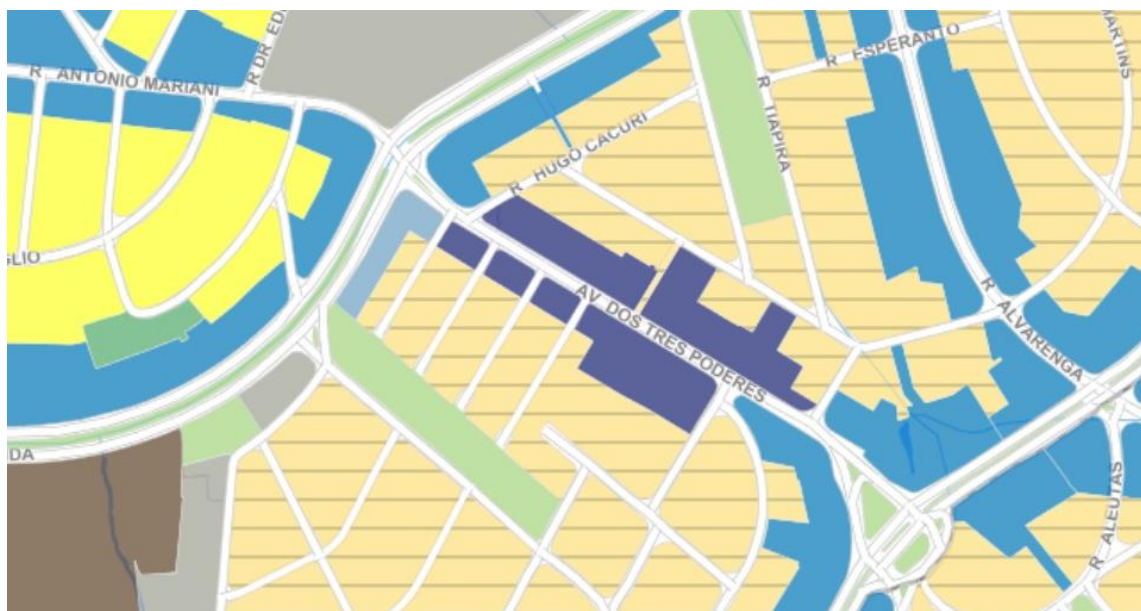 R DR ED
R ANTONIO MARIANI
R ESPERANTO
MARTINS
R TIAPIRA
R HUGO CACURI
GLIO
AV DOS TRES PODERES
R ALVARENGA
DA
R ALEUTAS